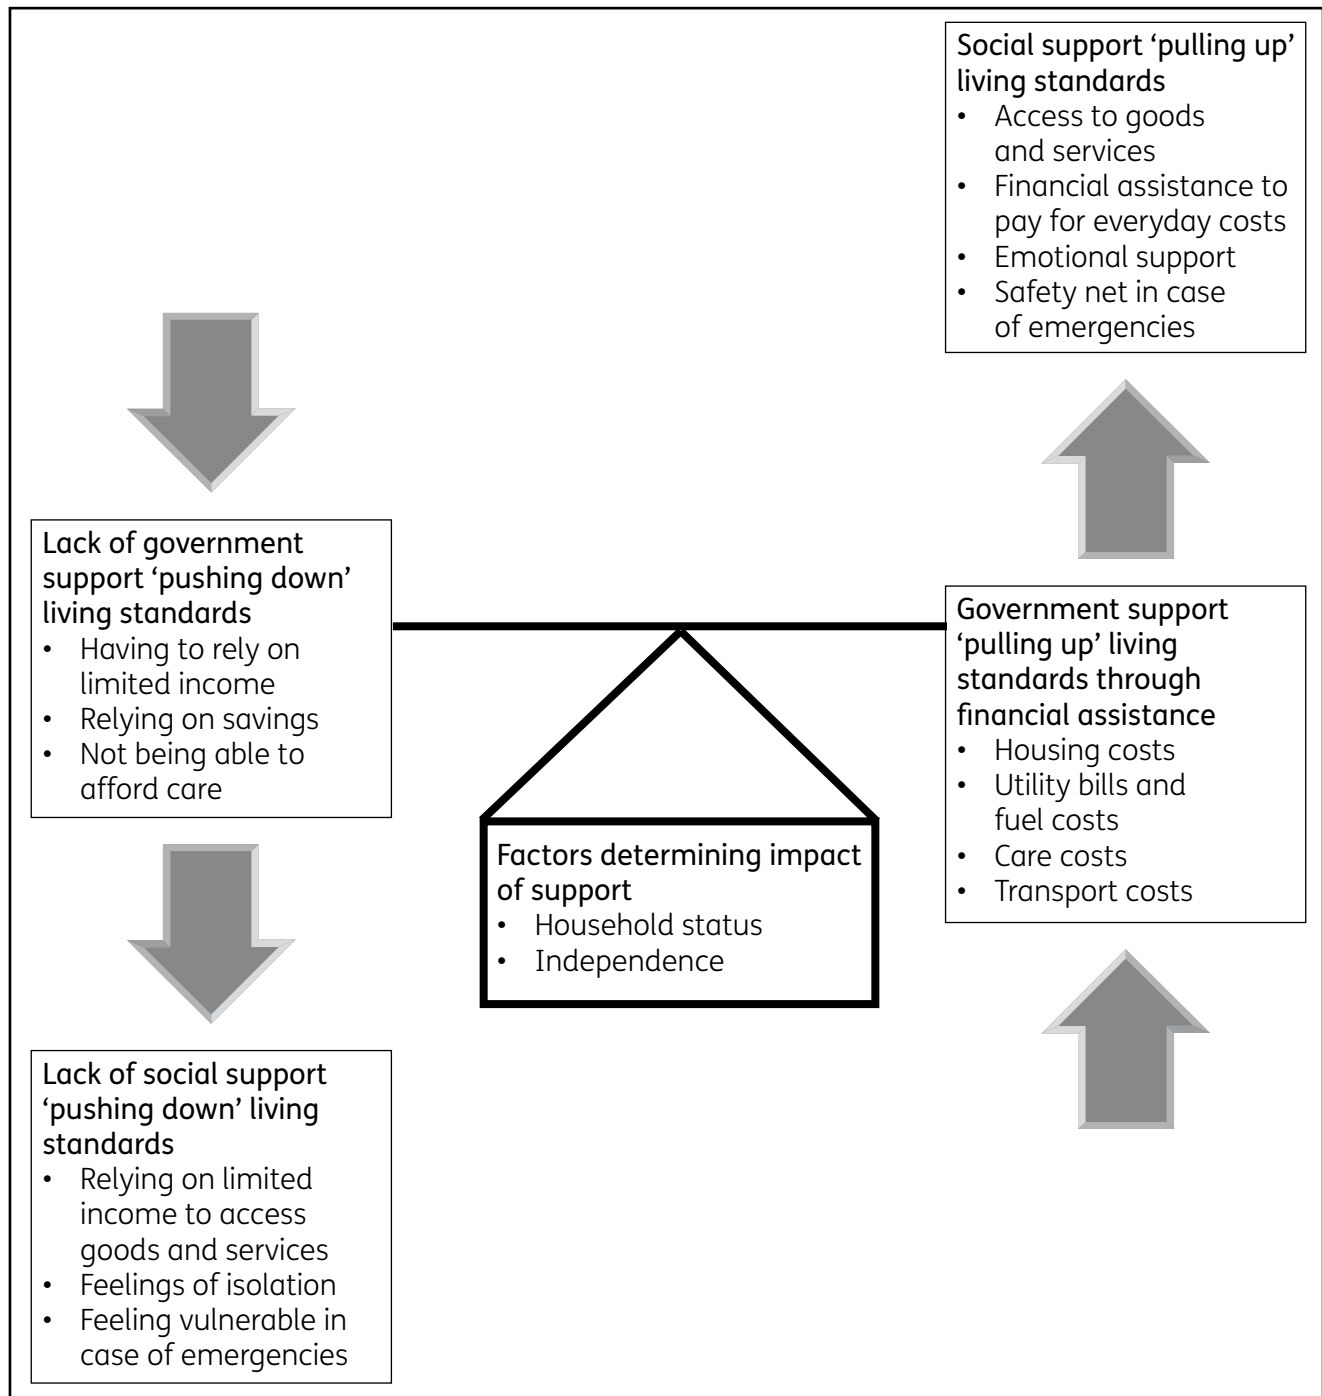 Social support ‘pulling up’
living standards
• Access to goods
and services
• Financial assistance to
pay for everyday costs
• Emotional support
• Safety net in case
of emergencies
Lack of government
support ‘pushing down’
living standards
• Having to rely on
limited income
• Relying on savings
• Not being able to
afford care
Government support
‘pulling up’ living
standards through
financial assistance
• Housing costs
• Utility bills and
fuel costs
• Care costs
• Transport costs
Factors determining impact
of support
• Household status
• Independence
Lack of social support
‘pushing down’ living
standards
• Relying on limited
income to access
goods and services
• Feelings of isolation
• Feeling vulnerable in
case of emergencies